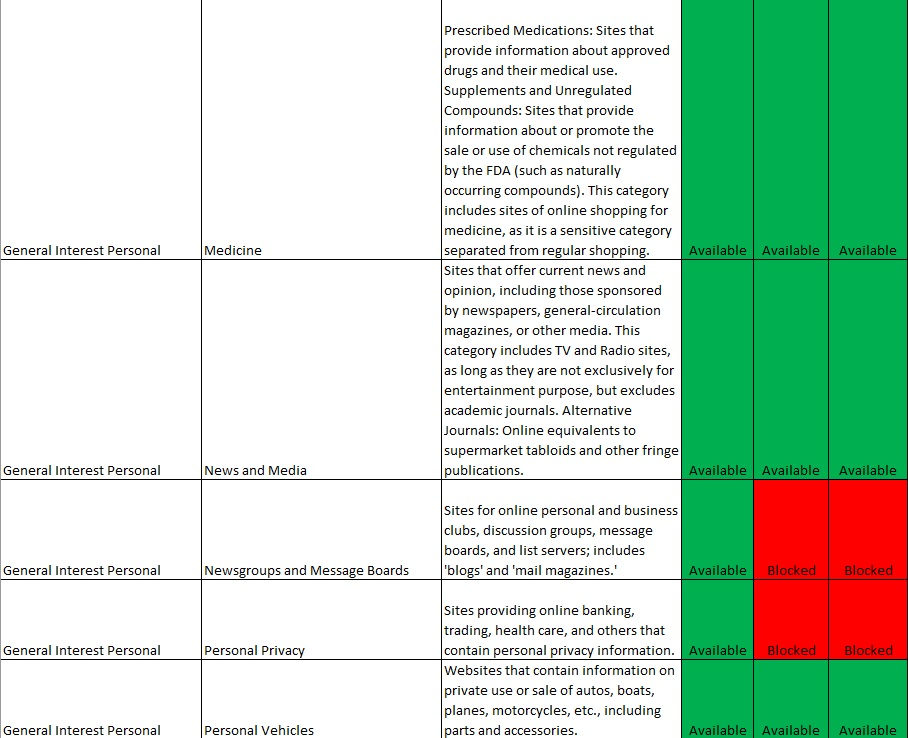 Prescribed Medications: Sites that
provide information about approved
drugs and their medical use.
Supplements and Unregulated
Compounds: Sites that provide
information about or promote the
sale or use of chemicals not regulated
by the FDA (such as naturally
occurring compounds). This category
includes sites of online shopping for
medicine, as it is a sensitive category
General Interest Personal Medicine separated from regular shopping. Available Available Available
Sites that offer current news and
opinion, including those sponsored
by newspapers, general-circulation
magazines, or other media. This
category includes TV and Radio sites,
as long as they are not exclusively for
entertainment purpose, but excludes
academic journals. Alternative
Journals: Online equivalents to
supermarket tabloids and other fringe
General Interest Personal News and Media publications. Available Available Available
Sites for online personal and business
clubs, discussion groups, message
boards, and list servers; includes
General Interest Personal Newsgroups and Message Boards 'blogs' and 'mail magazines.' Available Blocked Blocked
Sites providing online banking,
trading, health care, and others that
General Interest Personal Personal Privacy contain personal privacy information. Available Blocked Blocked
Websites that contain information on
private use or sale of autos, boats,
planes, motorcycles, etc., including
General Interest Personal Personal Vehicles parts and accessories. Available Available Available